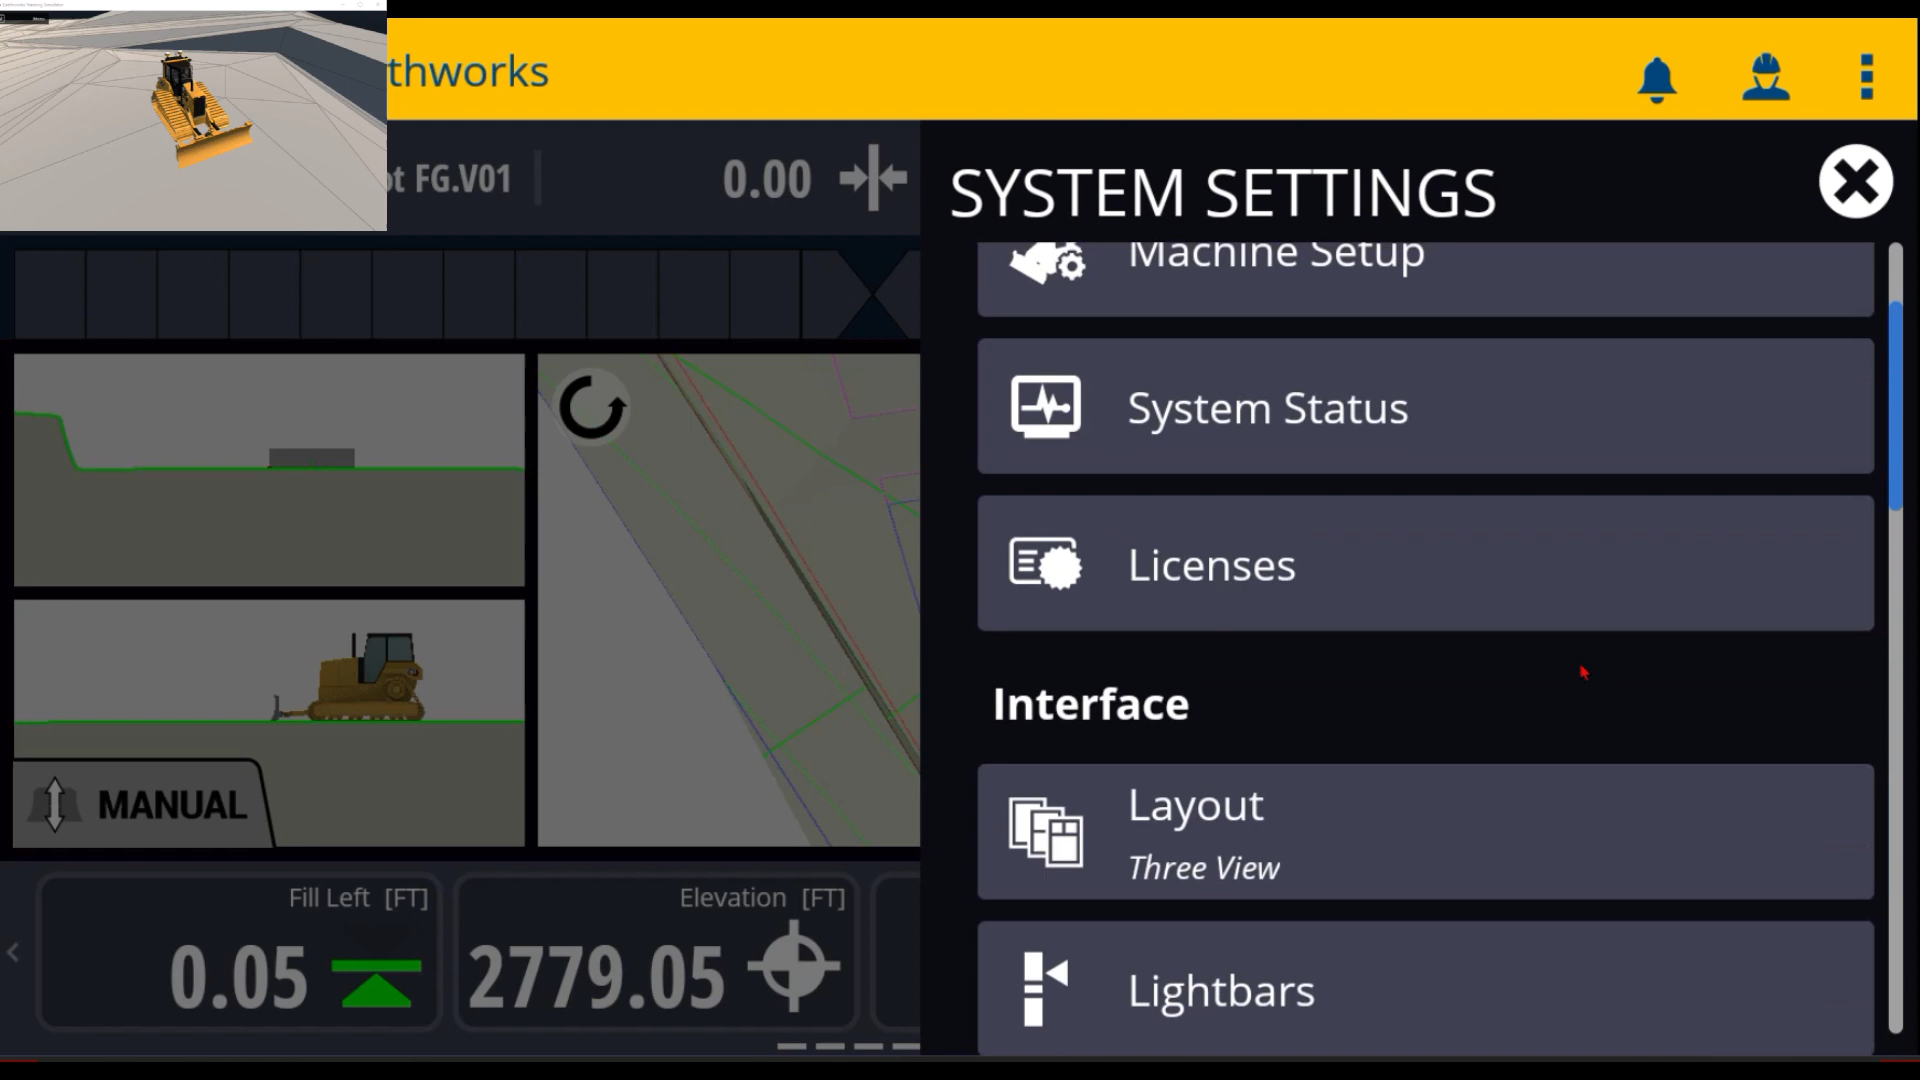 thworks
t FG.V01
0.00
SYSTEM SETTINGS
Machine Setup
System Status
Licenses
Interface
Layout
Three View
Lightbars
MANUAL
Fill Left [FT]
0.05
Elevation [FT]
2779.05